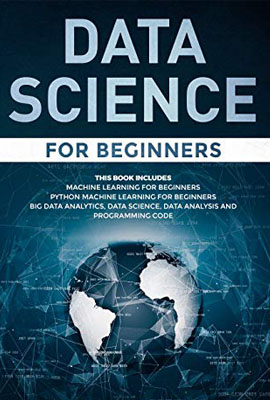 DATA
SCIENCE
FOR BEGINNERS
THIS BOOK INCLUDES
MACHINE LEARNING FOR BEGINNERS
PYTHON MACHINE LEARNING FOR BEGINNERS
BIG DATA ANALYTICS, DATA SCIENCE, DATA ANALYSIS AND
PROGRAMMING CODE